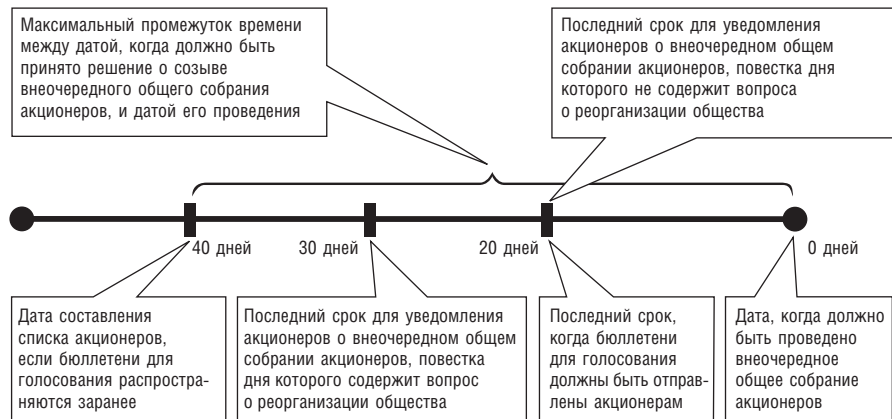 Максимальный промежуток времени
между датой, когда должно быть
принято решение о созыве
внеочередного общего собрания
акционеров, и датой его проведения
Последний срок для уведомления
акционеров о внеочередном общем
собрании акционеров, повестка дня
которого не содержит вопроса
о реорганизации общества
40 дней
30 дней
20 дней
0 дней
Дата составления
списка акционеров,
если бюллетени для
голосования распростра-
няются заранее
Последний срок для уведомления
акционеров о внеочередном общем
собрании акционеров, повестка
дня которого содержит вопрос
о реорганизации общества
Последний срок,
когда бюллетени
для голосования
должны быть отправ-
лены акционерам
Дата, когда должно
быть проведено
внеочередное
общее собрание
акционеров